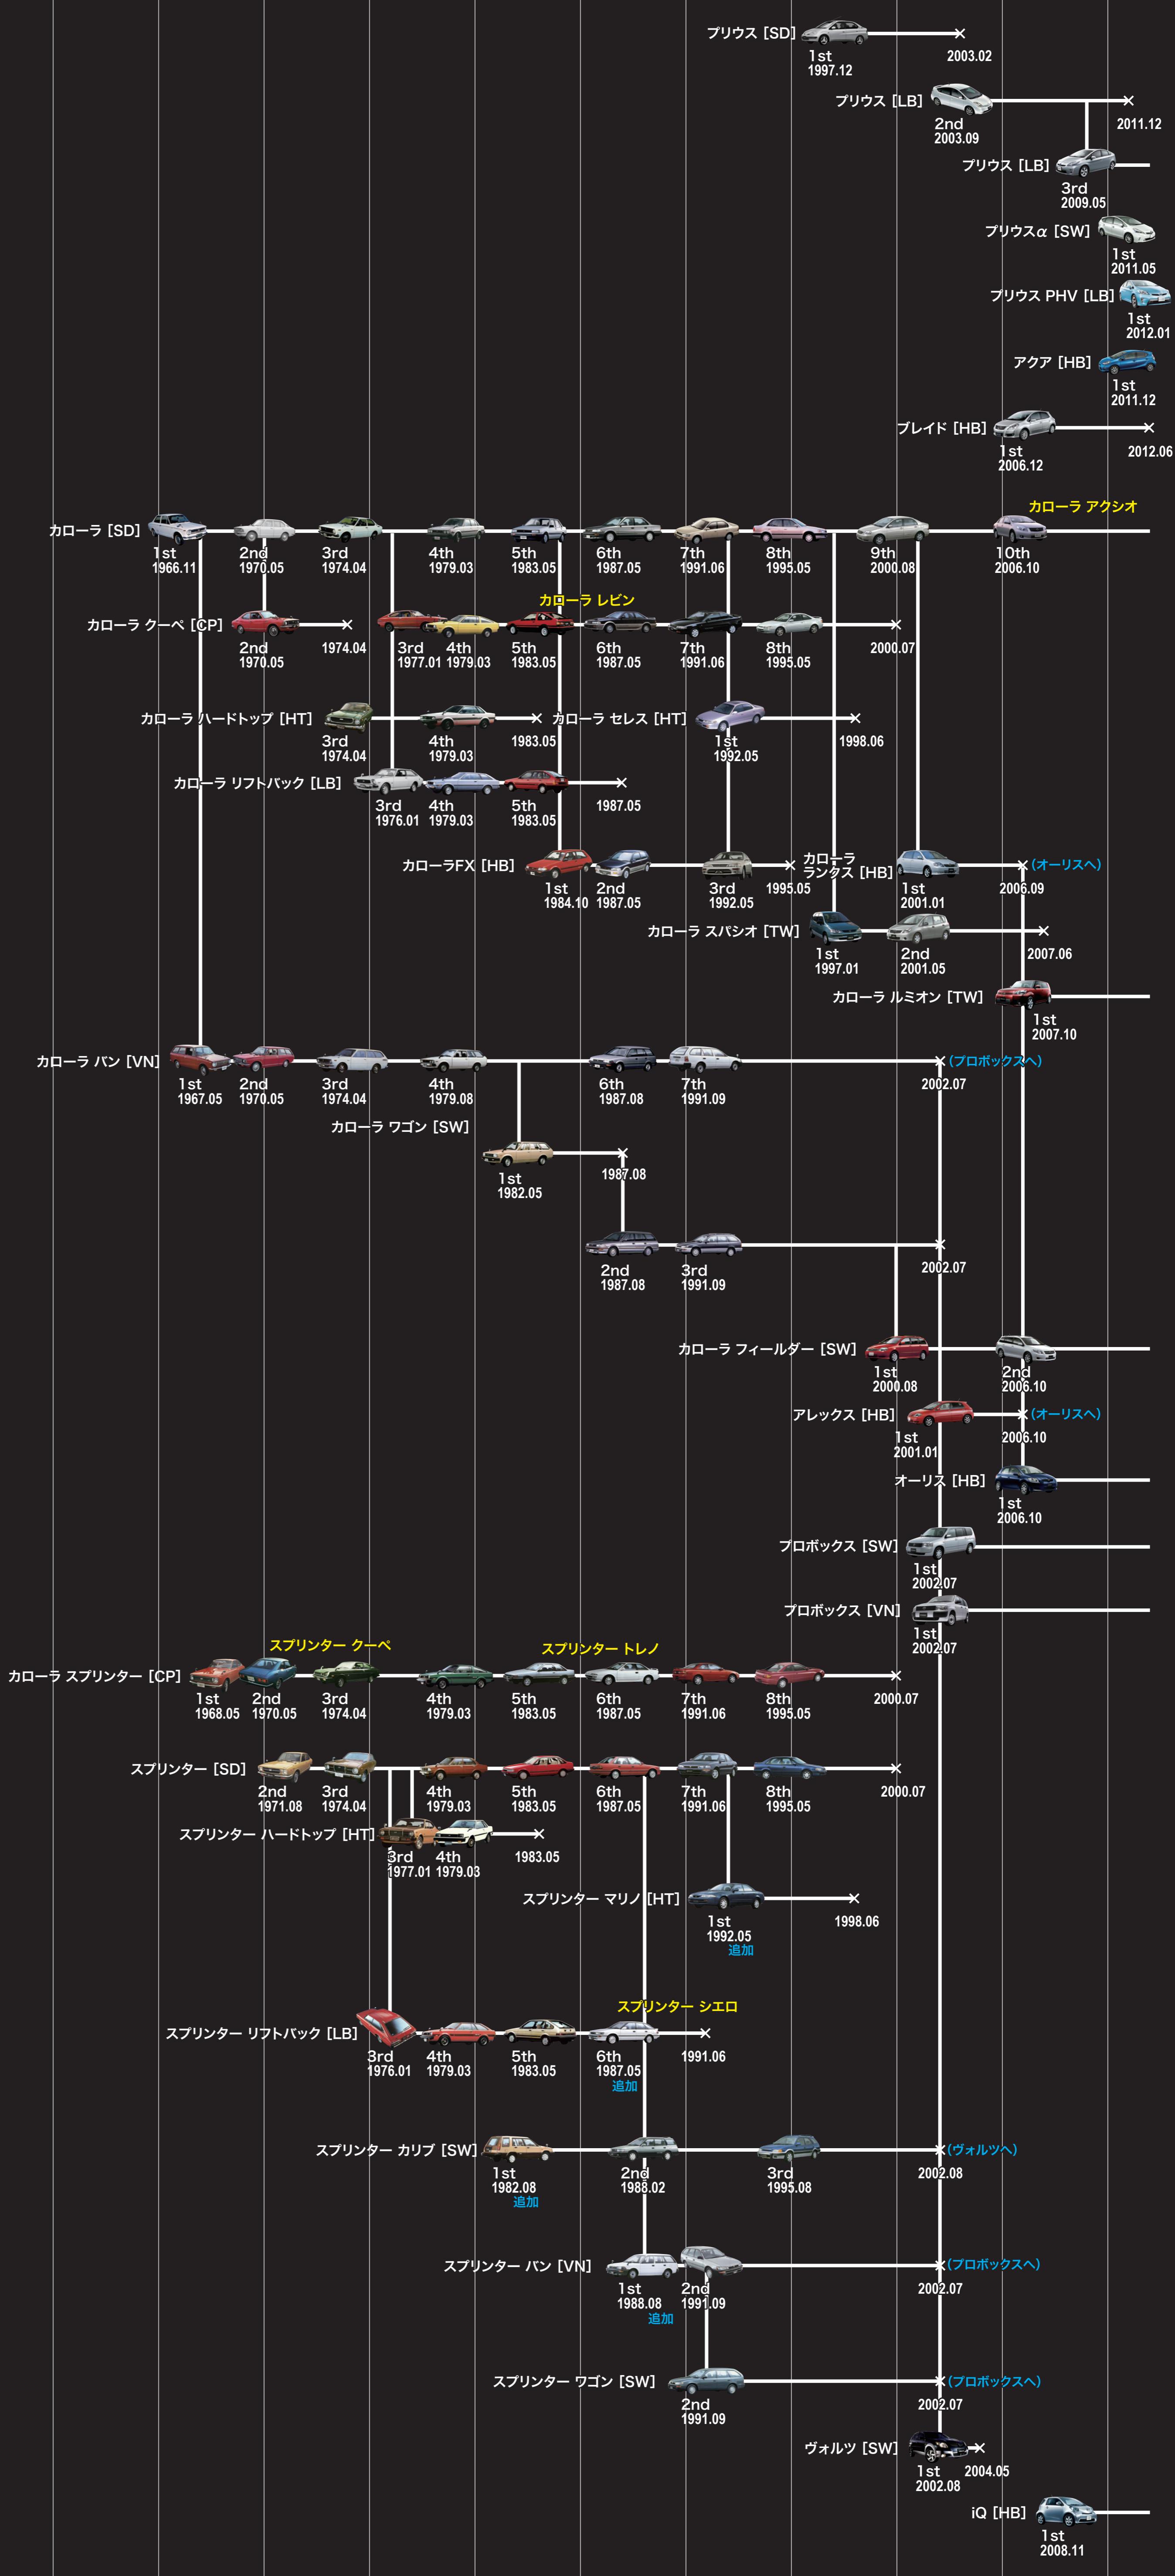 プリウス [SD]
1st
1997.12
2003.02
プリウス [LB]
2nd
2003.09
2011.12
プリウス [LB]
3rd
2009.05
プリウスα [SW]
1st
2011.05
プリウス PHV [LB]
1st
2012.01
アクア [HB]
1st
2011.12
ブレイド [HB]
1st
2006.12
2012.06
カローラ アクシオ
カローラ [SD]
1st 2nd 3rd 4th 5th 6th 7th 8th 9th 10th
1966.11 1970.05 1974.04 1979.03 1983.05 1987.05 1991.06 1995.05 2000.08 2006.10
カローラ レビン
カローラ クーペ [CP]
2nd 3rd 4th 5th 6th 7th 8th
1970.05 1974.04 1977.01 1979.03 1983.05 1987.05 1991.06 1995.05 2000.07
カローラ ハードトップ [HT] カローラ セレス [HT]
3rd 4th 1st
1974.04 1979.03 1983.05 1992.05 1998.06
カローラ リフトバック [LB]
3rd 4th 5th
1976.01 1979.03 1983.05 1987.05
カローラFX [HB]
1st 2nd 3rd
1984.10 1987.05 1992.05 1995.05
カローラ
ランクス [HB]
(オーリスへ)
1st
2001.01 2006.09
カローラ スパシオ [TW]
1st 2nd
1997.01 2001.05 2007.06
カローラ ルミオン [TW]
1st
2007.10
カローラ バン [VN] (プロボックスへ)
1st 2nd 3rd 4th 6th 7th
1967.05 1970.05 1974.04 1979.08 1987.08 1991.09 2002.07
カローラ ワゴン [SW]
1st
1982.05 1987.08
2nd 3rd
1987.08 1991.09 2002.07
カローラ フィールダー [SW]
1st 2nd
2000.08 2006.10
アレックス [HB] (オーリスへ)
1st
2001.01 2006.10
オーリス [HB]
1st
2006.10
プロボックス [SW]
1st
2002.07
プロボックス [VN]
1st
2002.07
スプリンター クーペ スプリンター トレノ
カローラ スプリンター [CP]
1st 2nd 3rd 4th 5th 6th 7th 8th
1968.05 1970.05 1974.04 1979.03 1983.05 1987.05 1991.06 1995.05 2000.07
スプリンター [SD]
2nd 3rd 4th 5th 6th 7th 8th
1971.08 1974.04 1979.03 1983.05 1987.05 1991.06 1995.05 2000.07
スプリンター ハードトップ [HT]
3rd 4th
1977.01 1979.03 1983.05
スプリンター マリノ [HT]
1st
1992.05 1998.06
追加
スプリンター シエロ
スプリンター リフトバック [LB]
3rd 4th 5th 6th
1976.01 1979.03 1983.05 1987.05 1991.06
追加
スプリンター カリブ [SW] (ヴォルツへ)
1st 2nd 3rd
1982.08 1988.02 1995.08 2002.08
追加
スプリンター バン [VN] (プロボックスへ)
1st 2nd
1988.08 1991.09 2002.07
追加
スプリンター ワゴン [SW] (プロボックスへ)
2nd
1991.09 2002.07
ヴォルツ [SW]
1st 2004.05
2002.08
iQ [HB]
1st
2008.11